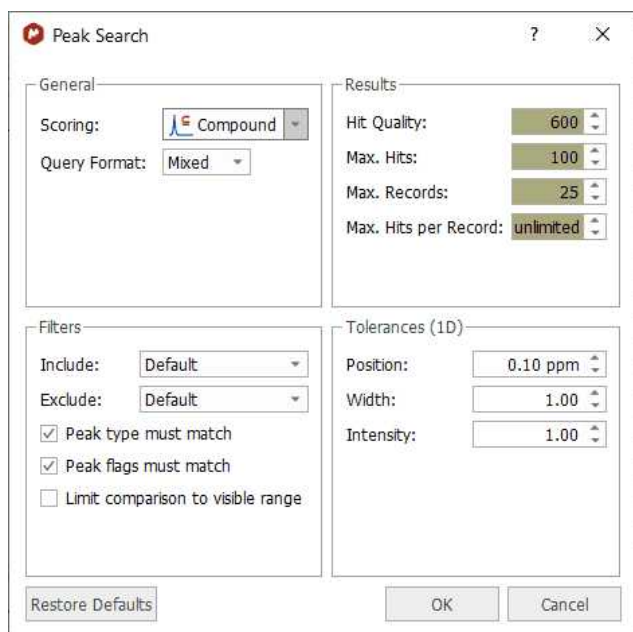 Peak Search
?
General
Scoring: Compound
Query Format: Mixed
Results
Hit Quality: 600
Max. Hits: 100
Max. Records: 25
Max. Hits per Record: unlimited
Filters
Include: Default
Exclude: Default
Peak type must match
Peak flags must match
Limit comparison to visible range
Tolerances (1D)
Position: 0.10 ppm
Width: 1.00
Intensity: 1.00
Restore Defaults
OK
Cancel